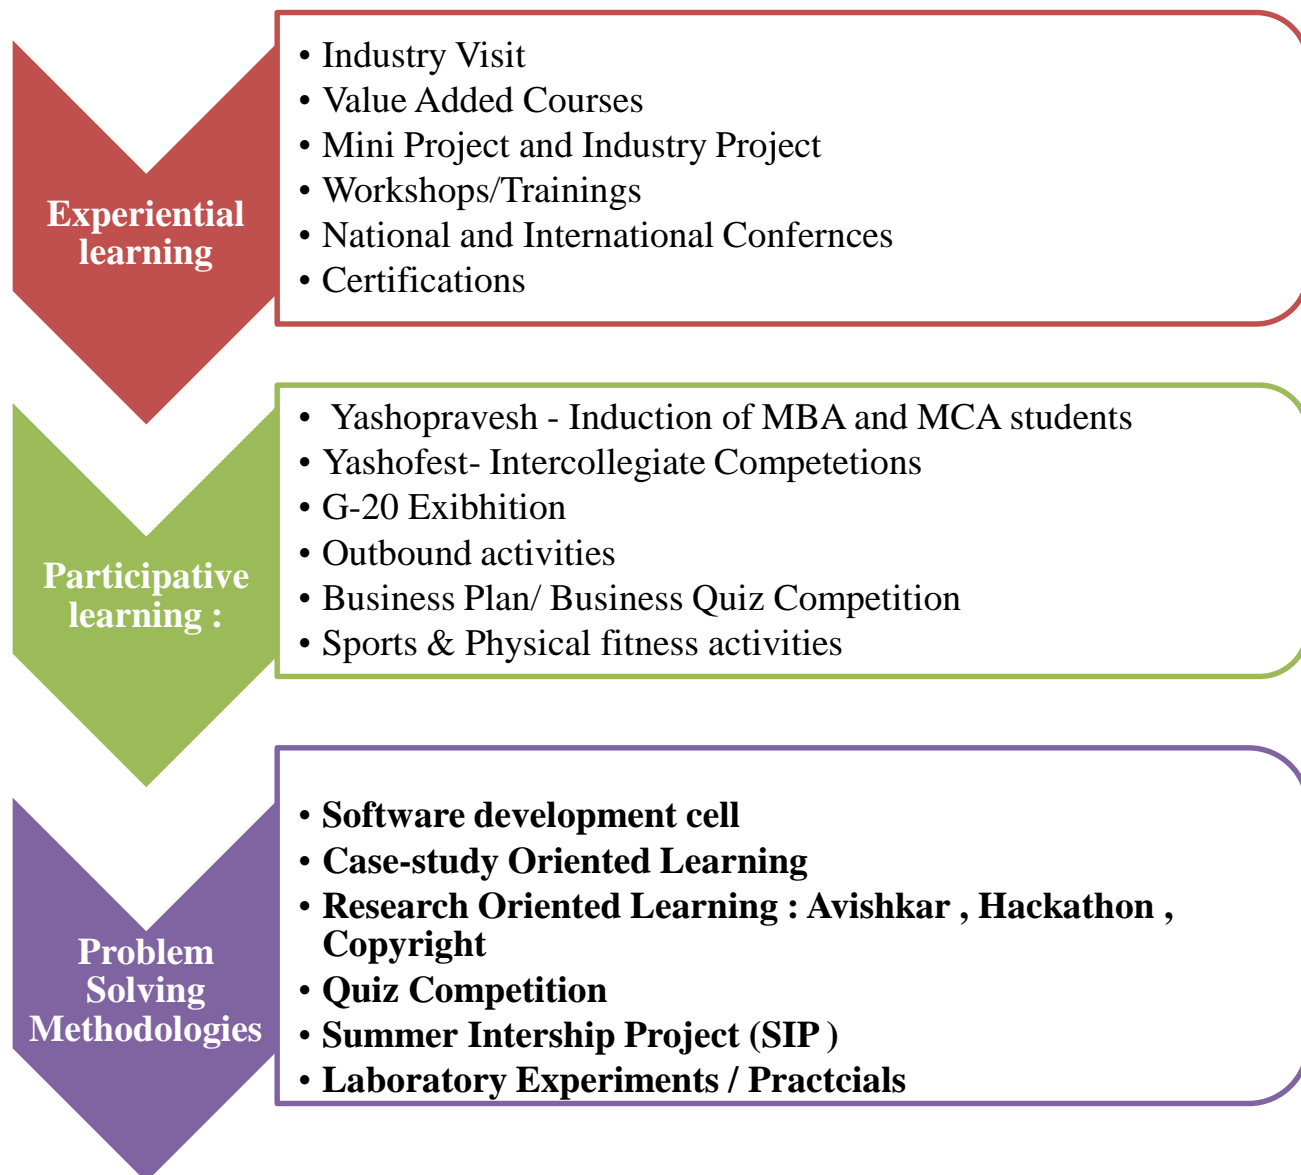 Experiential
learning
• Industry Visit
• Value Added Courses
• Mini Project and Industry Project
• Workshops/Trainings
• National and International Confernces
• Certifications
Participative
learning :
• Yashopravesh - Induction of MBA and MCA students
• Yashofest- Intercollegiate Competetions
• G-20 Exibhition
• Outbound activities
• Business Plan/ Business Quiz Competition
• Sports & Physical fitness activities
Problem
Solving
Methodologies
• Software development cell
• Case-study Oriented Learning
• Research Oriented Learning : Avishkar , Hackathon ,
Copyright
• Quiz Competition
• Summer Intership Project (SIP )
• Laboratory Experiments / Practcials